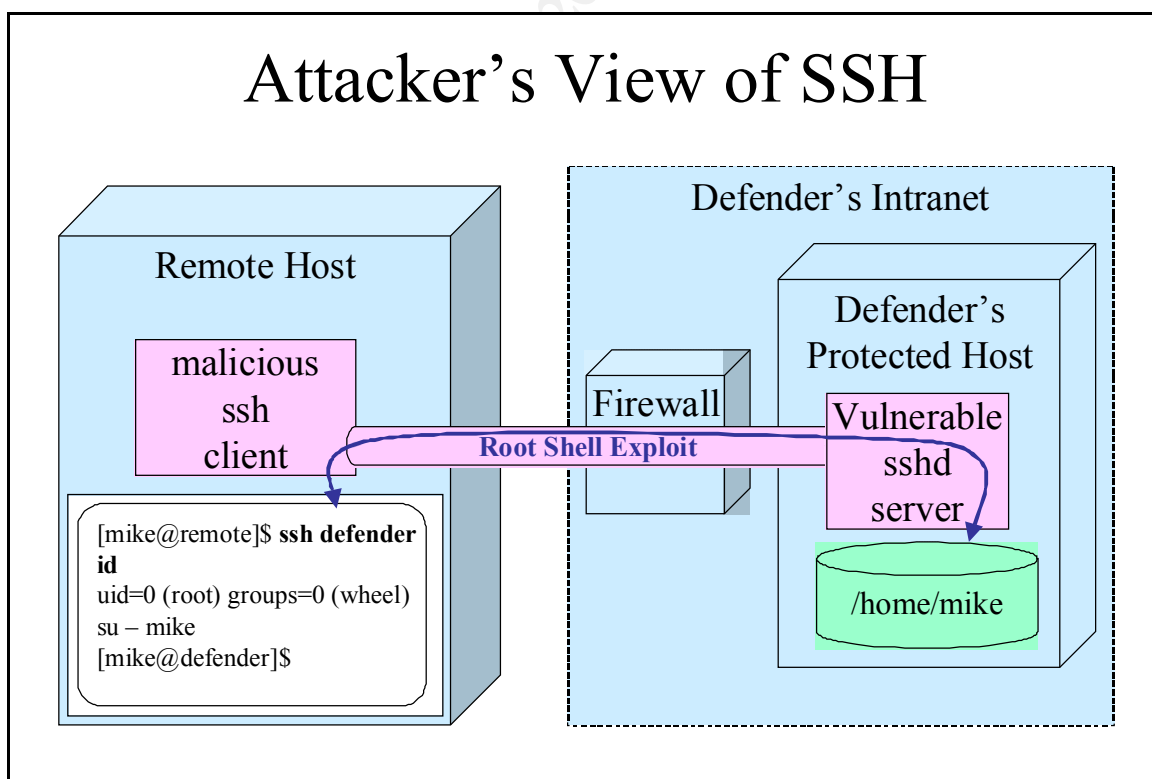 Attacker’s View of SSH
Defender’s Intranet
Remote Host
Defender’s
Protected Host
malicious
ssh
client
Firewall
Vulnerable
sshd
server
Root Shell Exploit
[mike@remote]$ ssh defender
id
uid=0 (root) groups=0 (wheel)
su – mike
[mike@defender]$
/home/mike